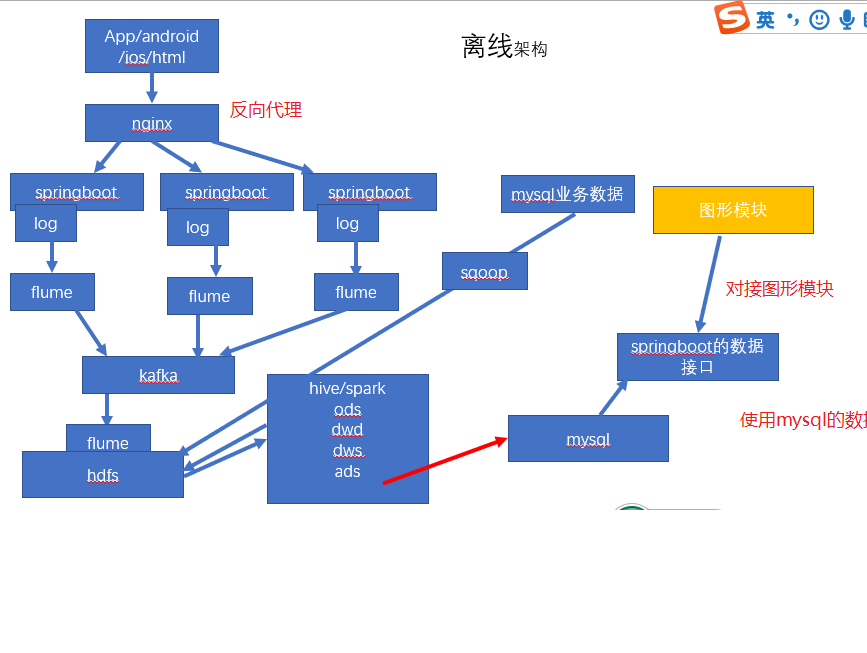 离线架构
英
App/android
/ios/html
nginx
反向代理
springboot
springboot
springboot
log
log
log
flume
flume
flume
kafka
flume
hdfs
mysql业务数据
sqoop
hive/spark
ods
dwd
dws
ads
图形模块
对接图形模块
springboot的数据
接口
mysql
使用mysql的数